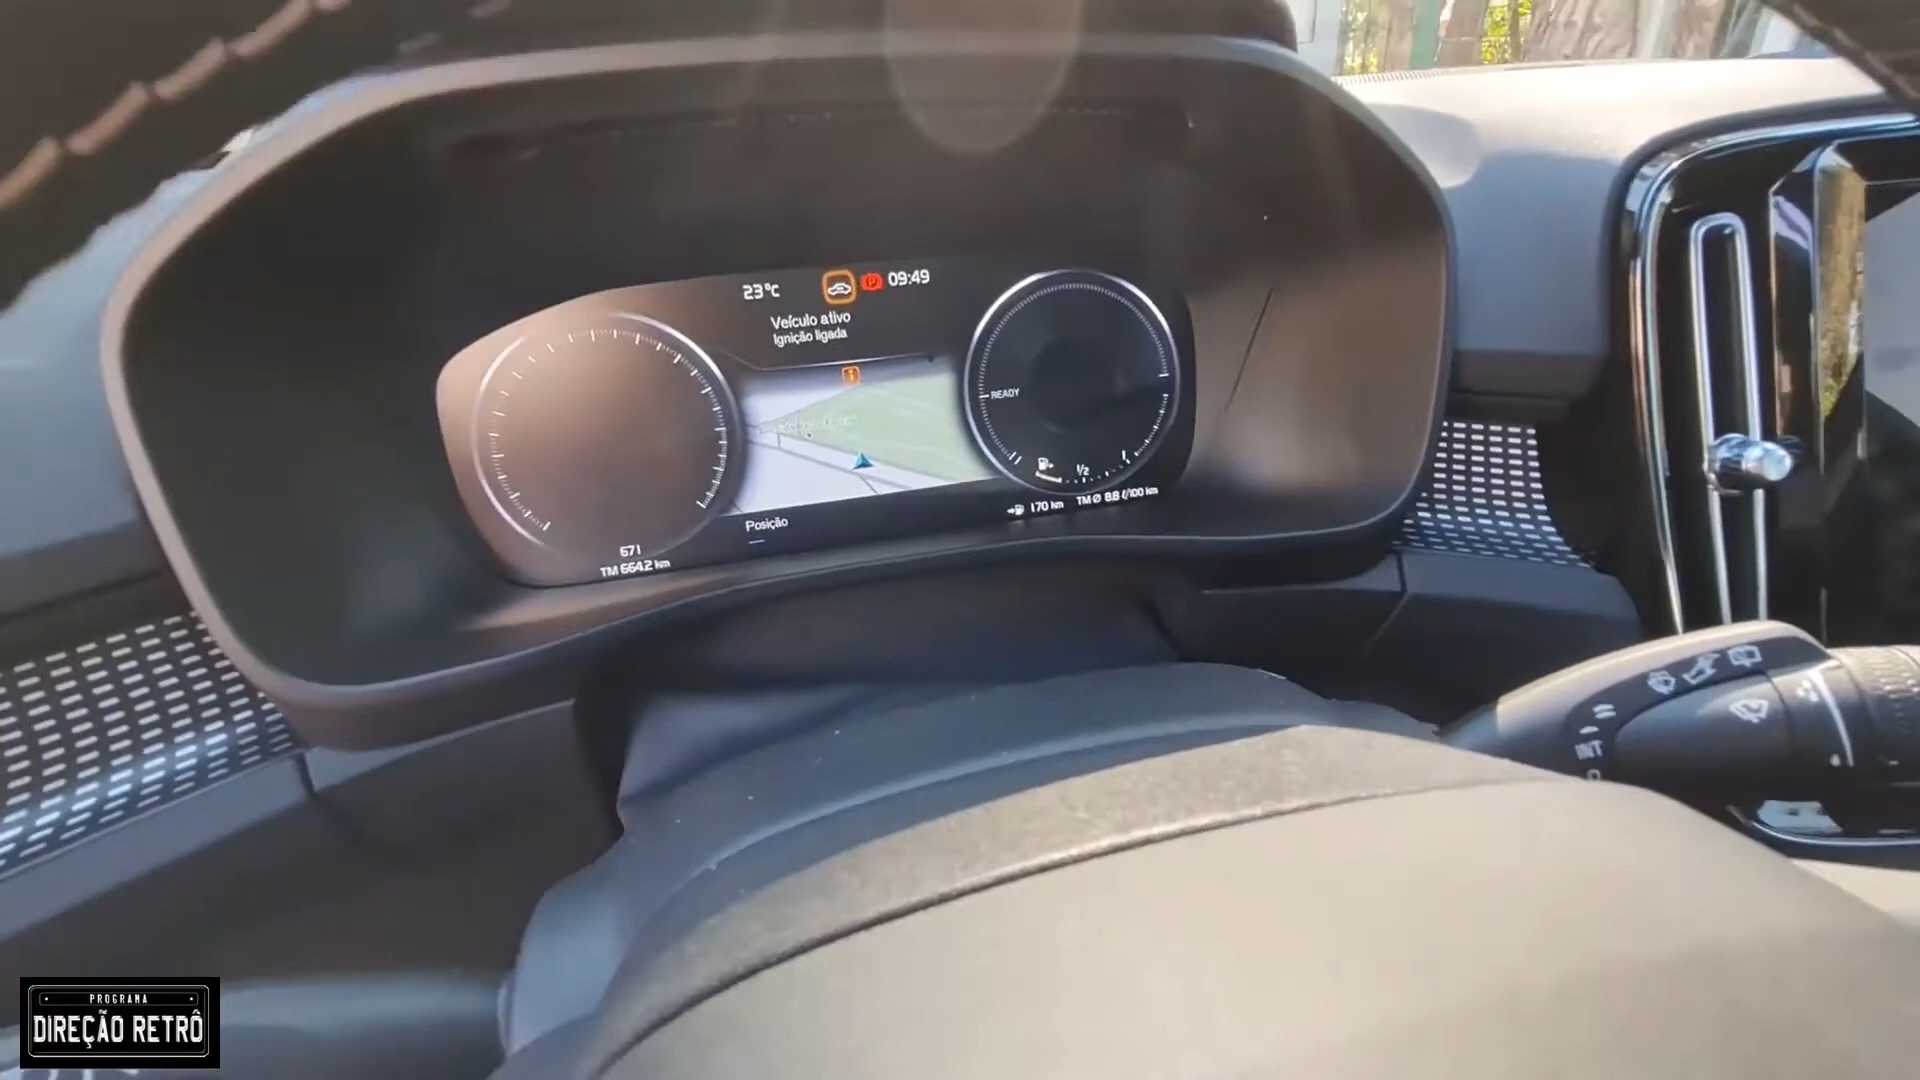 23°C
09:49
Veículo ativo
Ignição ligada
READY
1/2
170 km
TM Ø 8.8 ℓ/100 km
Posição
671
TM 664.2 km
INT
PROGRAMA
DIREÇÃO RETRÔ